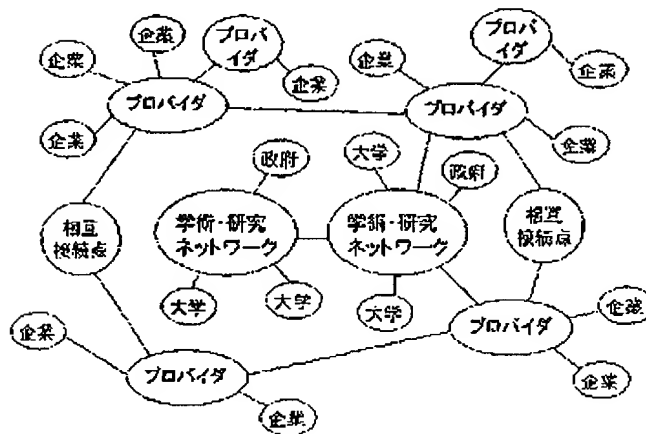 企業
企業
プロバ
イダ
企業
プロバイダ
企業
プロバ
イダ
企業
企業
プロバイダ
企業
政府
大学
政府
学術・研究
ネットワーク
学術・研究
ネットワーク
相互
接続点
相互
接続点
大学
大学
大学
企業
プロバイダ
企業
プロバイダ
企業
企業